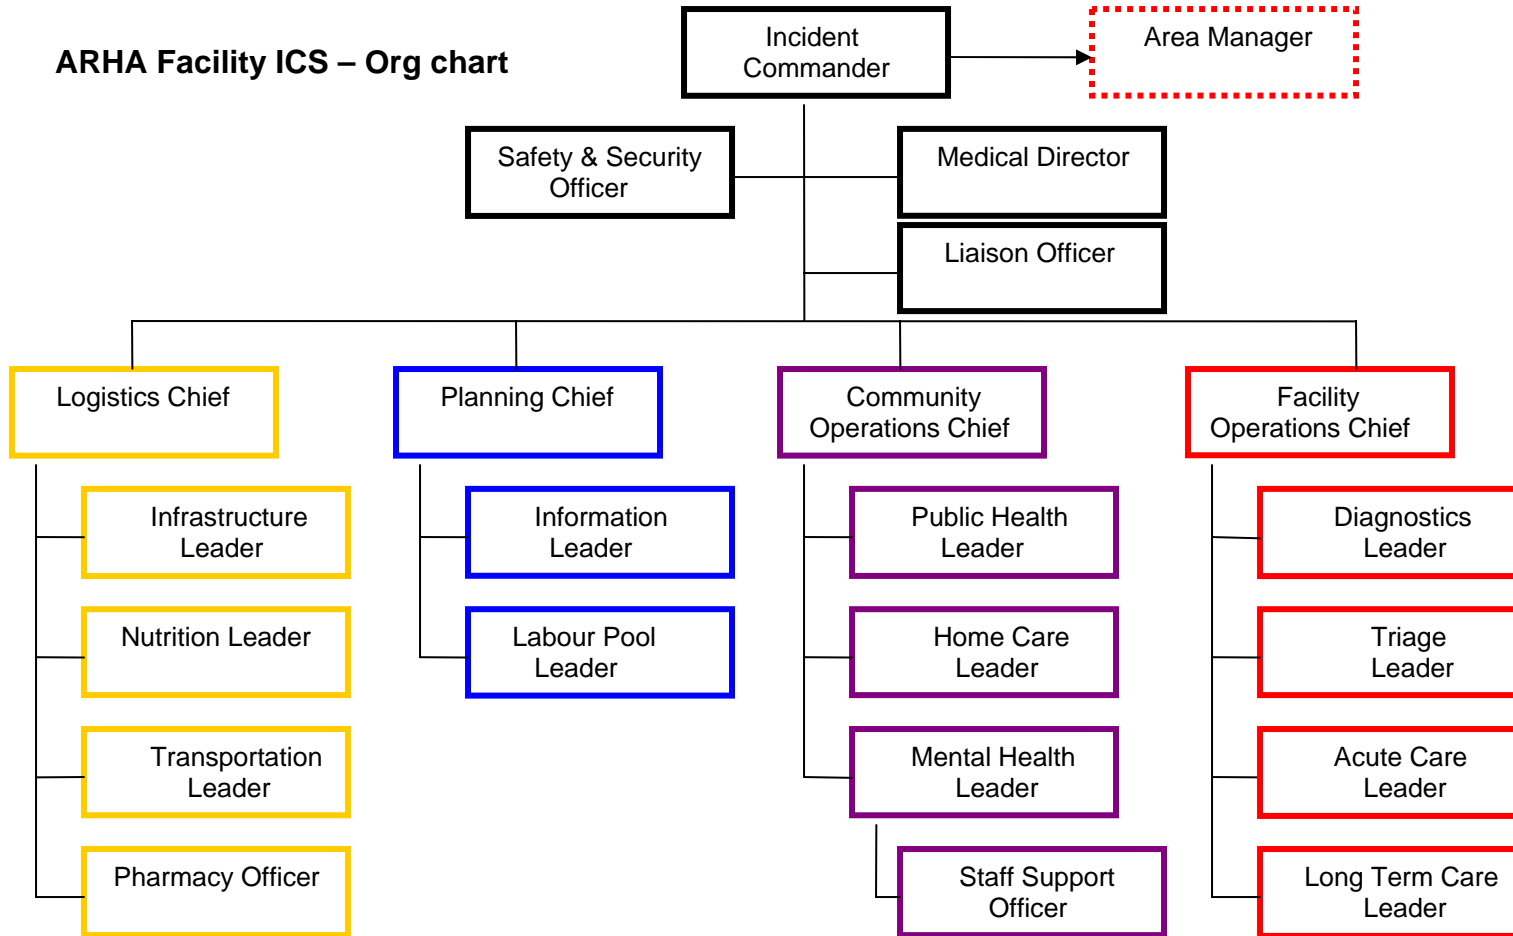 ARHA Facility ICS – Org chart
Incident
Commander
Area Manager
Safety & Security
Officer
Medical Director
Liaison Officer
Logistics Chief
Planning Chief
Community
Operations Chief
Facility
Operations Chief
Infrastructure
Leader
Information
Leader
Public Health
Leader
Diagnostics
Leader
Nutrition Leader
Labour Pool
Leader
Home Care
Leader
Triage
Leader
Transportation
Leader
Mental Health
Leader
Acute Care
Leader
Pharmacy Officer
Staff Support
Officer
Long Term Care
Leader